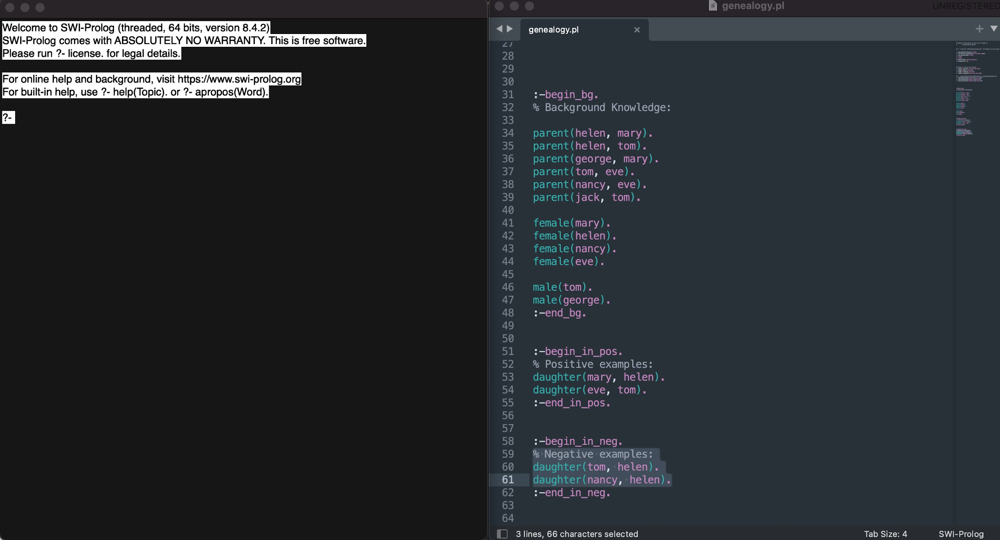 Welcome to SWI-Prolog (threaded, 64 bits, version 8.4.2)
SWI-Prolog comes with ABSOLUTELY NO WARRANTY. This is free software.
Please run ?- license. for legal details.
For online help and background, visit https://www.swi-prolog.org
For built-in help, use ?- help(Topic). or ?- apropos(Word).
?-
genealogy.pl
UNREGISTERED
genealogy.pl
27
28
29
30
31 :-begin_bg.
32 % Background Knowledge:
33
34 parent(helen, mary).
35 parent(helen, tom).
36 parent(george, mary).
37 parent(tom, eve).
38 parent(nancy, eve).
39 parent(jack, tom).
40
41 female(mary).
42 female(helen).
43 female(nancy).
44 female(eve).
45
46 male(tom).
47 male(george).
48 :-end_bg.
49
50
51 :-begin_in_pos.
52 % Positive examples:
53 daughter(mary, helen).
54 daughter(eve, tom).
55 :-end_in_pos.
56
57
58 :-begin_in_neg.
59 % Negative examples:
60 daughter(tom, helen).
61 daughter(nancy, helen).
62 :-end_in_neg.
63
64
3 lines, 66 characters selected
Tab Size: 4
SWI-Prolog